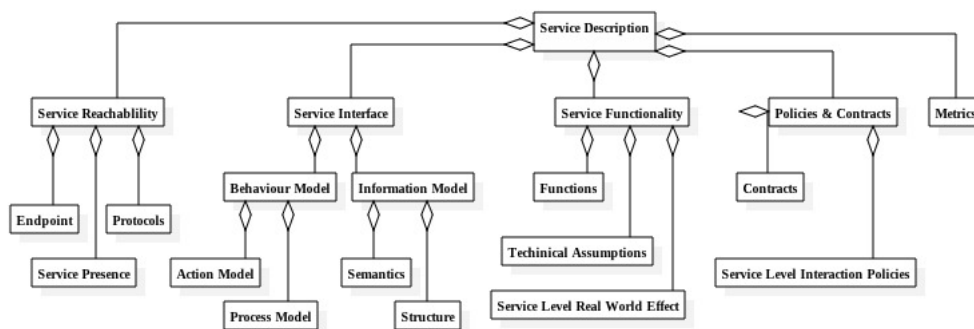 Service Description
Service Reachablility
Service Interface
Service Functionality
Policies & Contracts
Metrics
Behaviour Model
Information Model
Functions
Contracts
Endpoint
Protocols
Techinical Assumptions
Service Presence
Action Model
Semantics
Service Level Interaction Policies
Service Level Real World Effect
Process Model
Structure